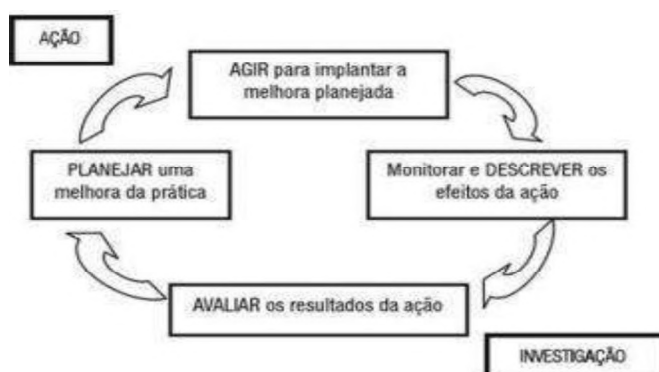 AÇÃO
AGIR para implantar a
melhora planejada
PLANEJAR uma
melhora da prática
Monitorar e DESCREVER os
efeitos da ação
AVALIAR os resultados da ação
INVESTIGAÇÃO